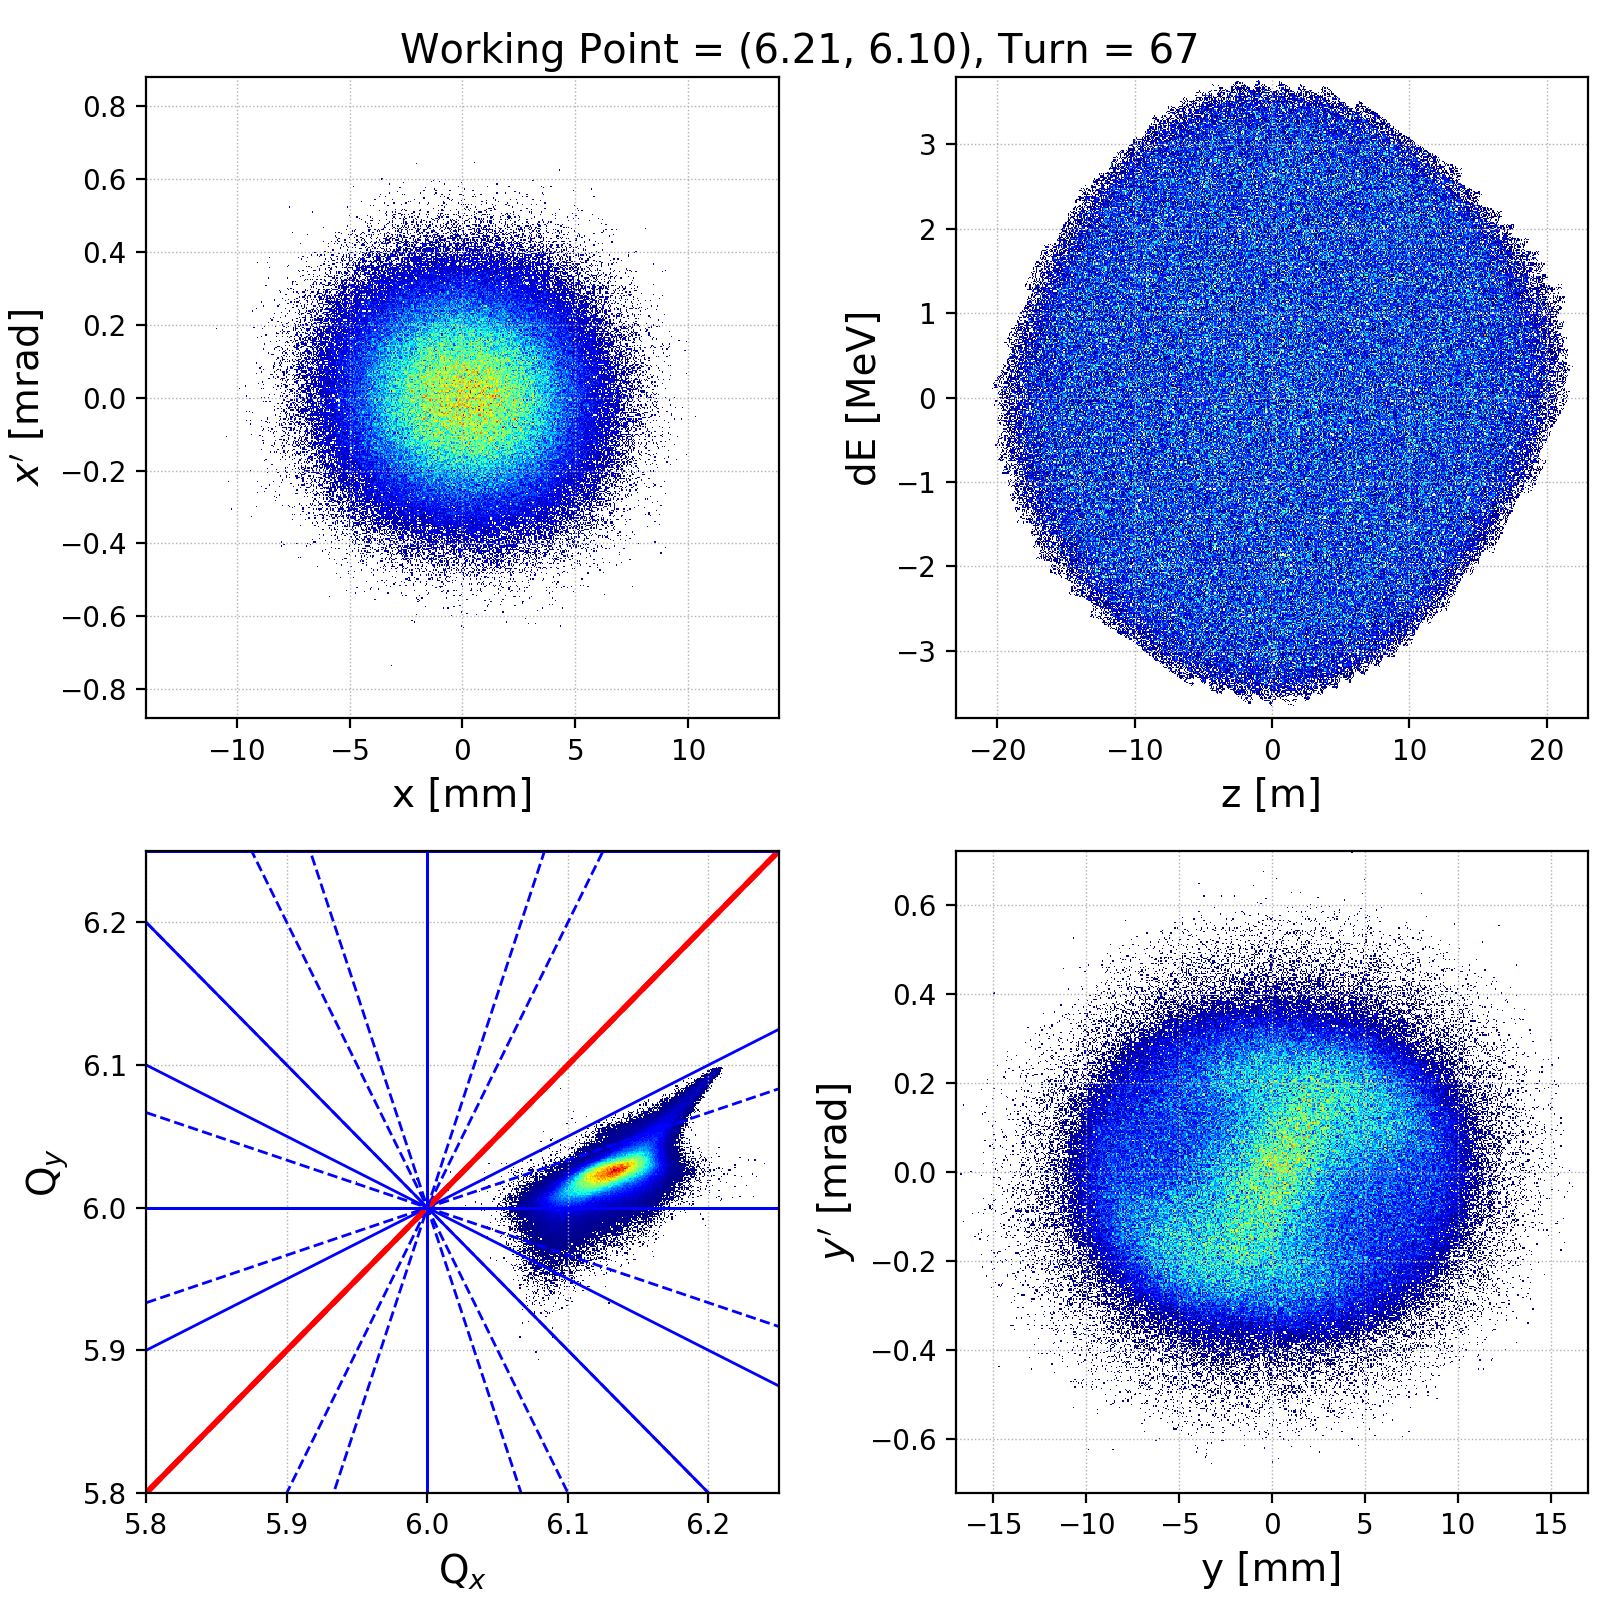 Working Point = (6.21, 6.10), Turn = 67
0.8
0.6
0.4
0.2
0.0
−0.2
−0.4
−0.6
−0.8
x′ [mrad]
−10 −5 0 5 10
x [mm]
3
2
1
0
−1
−2
−3
dE [MeV]
−20 −10 0 10 20
z [m]
6.2
6.1
6.0
5.9
5.8
Qy
5.8 5.9 6.0 6.1 6.2
Qx
0.6
0.4
0.2
0.0
−0.2
−0.4
−0.6
y′ [mrad]
−15 −10 −5 0 5 10 15
y [mm]